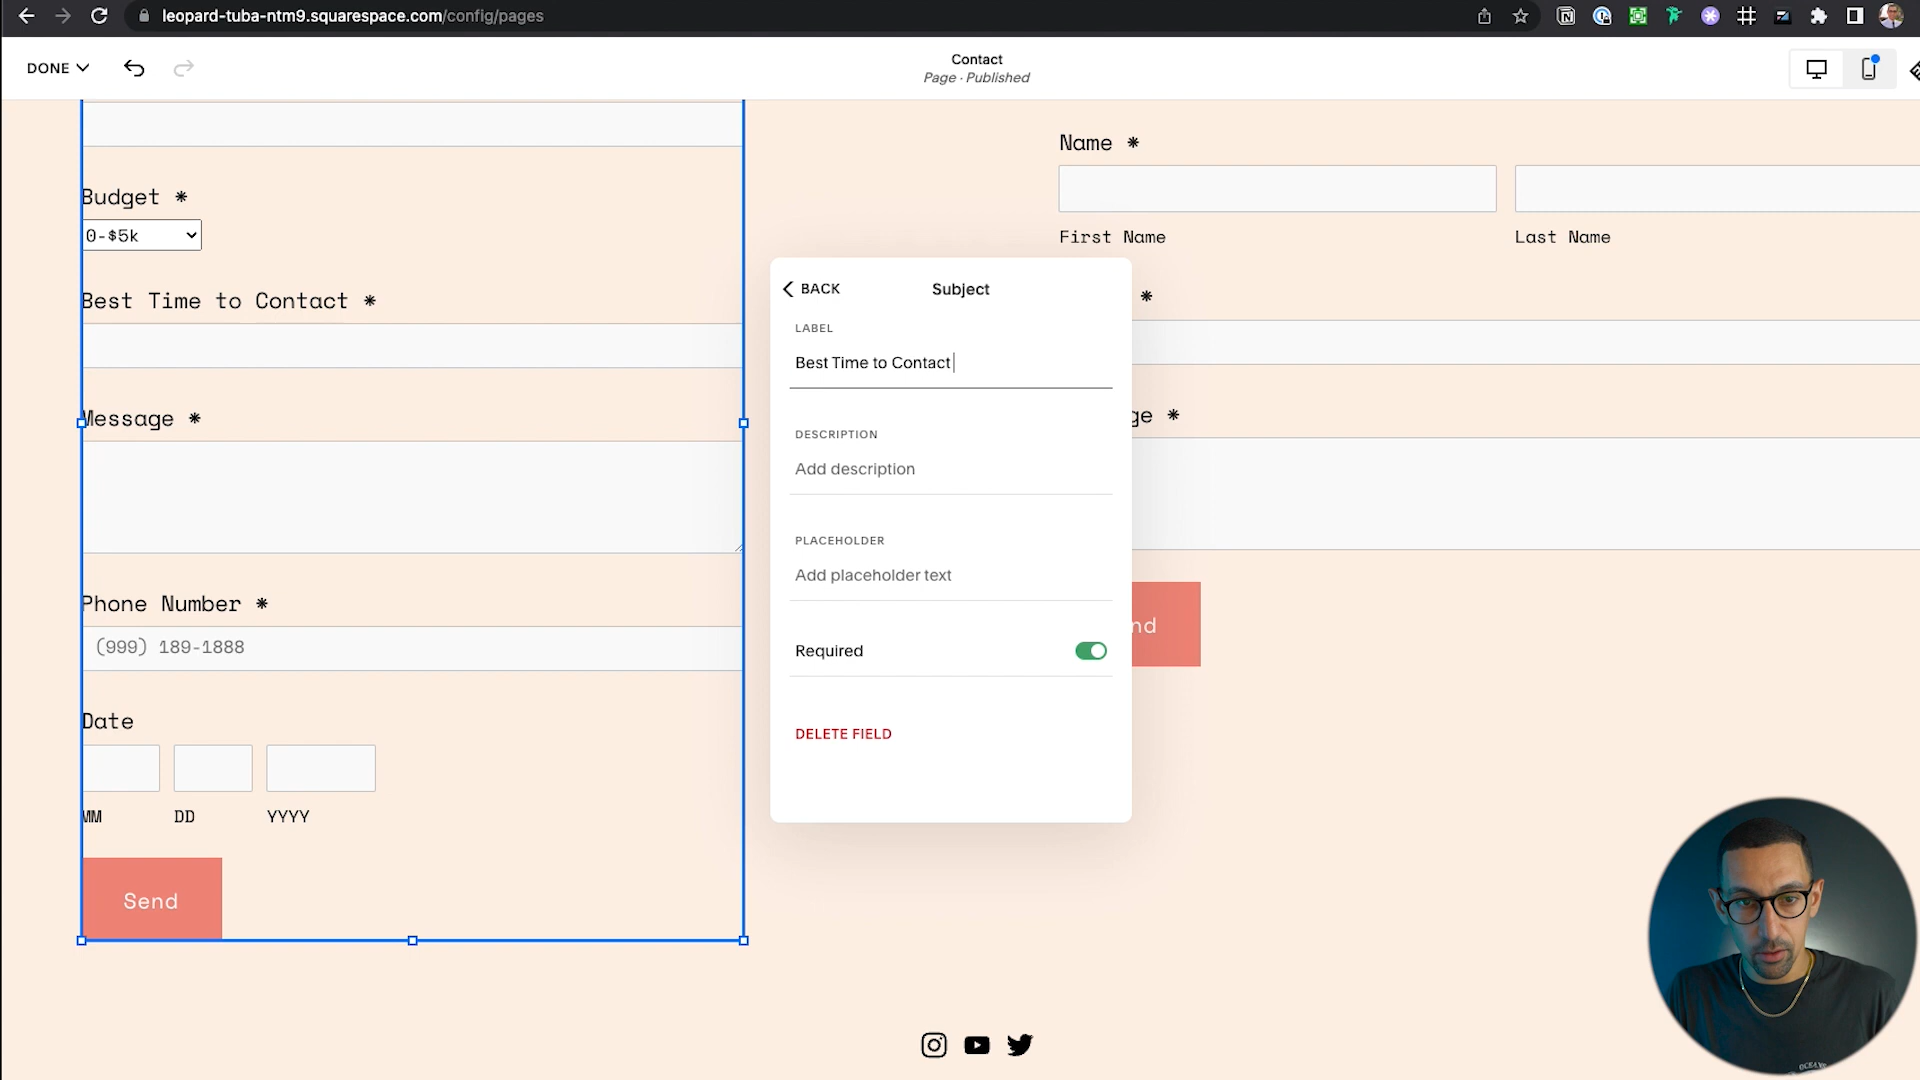 leopard-tuba-ntm9.squarespace.com/config/pages
DONE
Contact
Page · Published
Budget *
0-$5k
Best Time to Contact *
Message *
Phone Number *
(999) 189-1888
Date
MM DD YYYY
Send
BACK
Subject
LABEL
Best Time to Contact
DESCRIPTION
Add description
PLACEHOLDER
Add placeholder text
Required
DELETE FIELD
Name *
First Name Last Name
*
ge *
nd